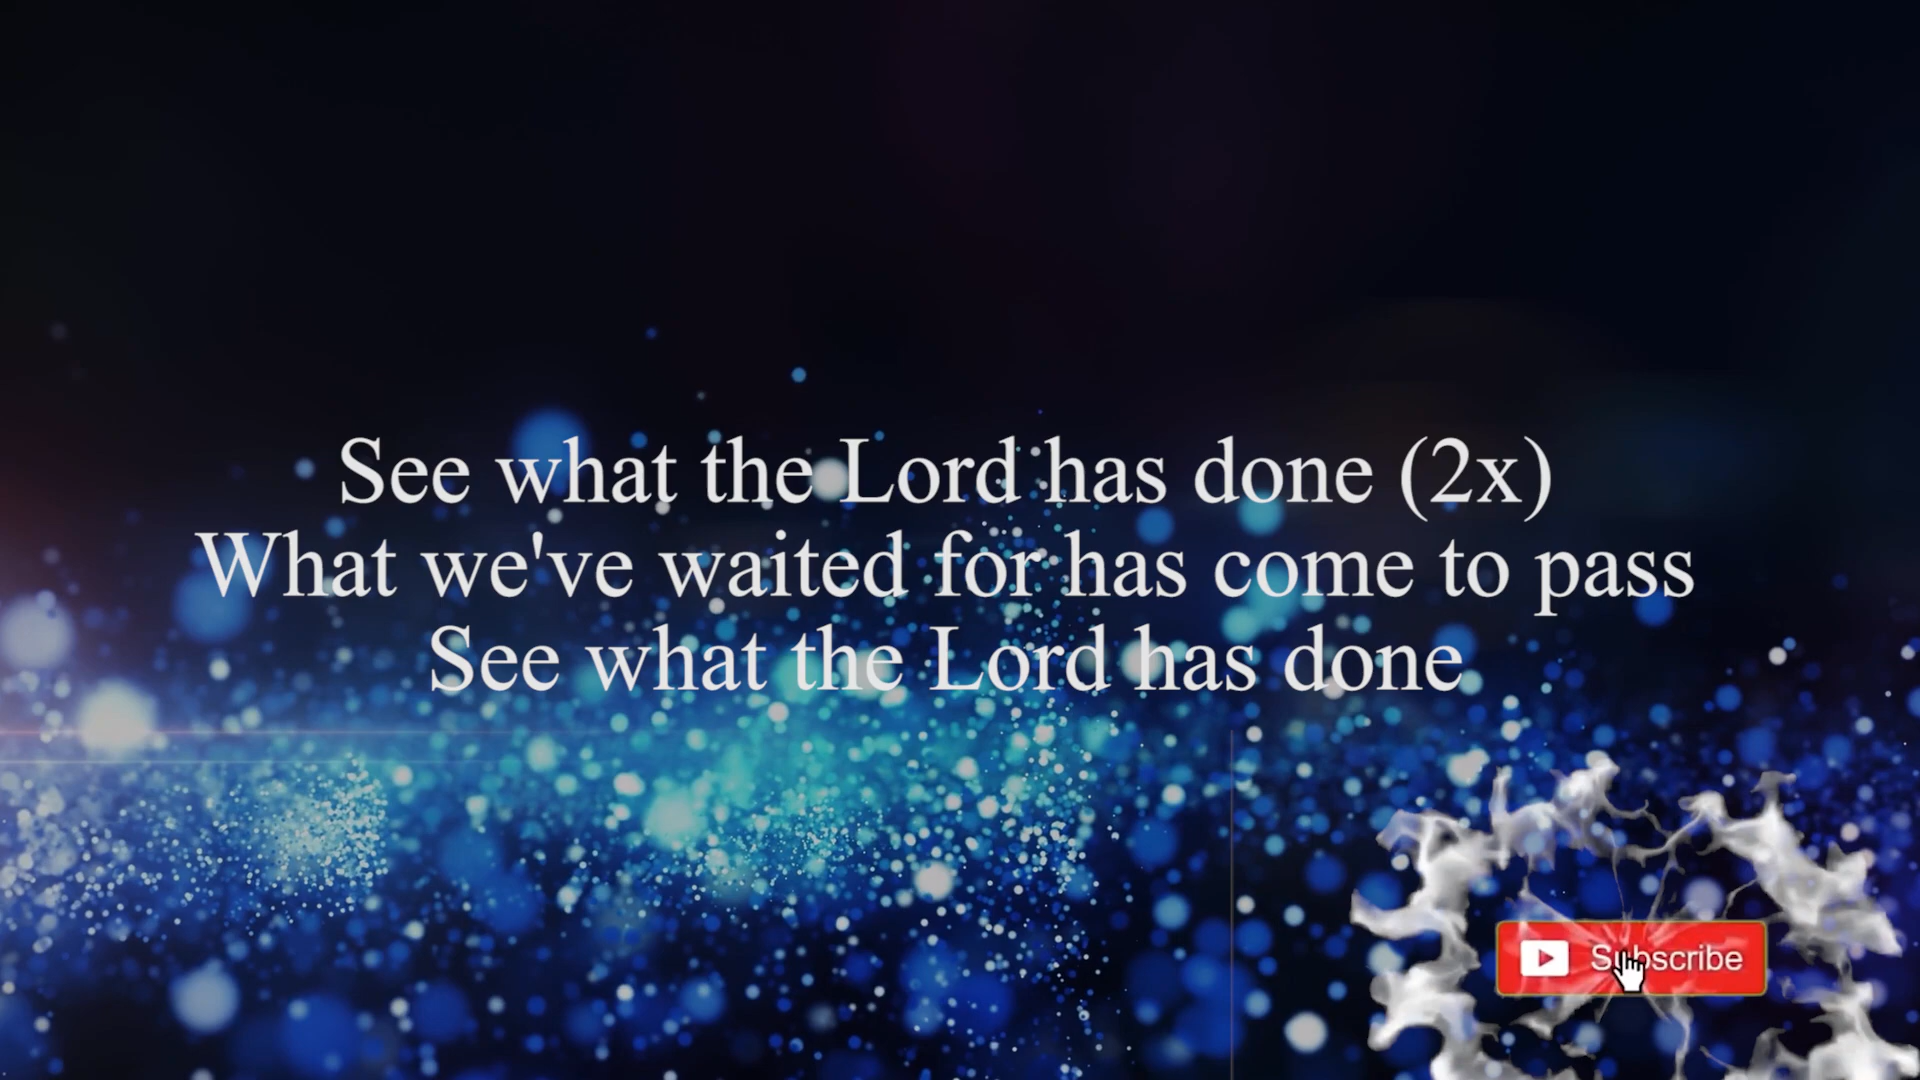 See what the Lord has done (2x)
What we've waited for has come to pass
See what the Lord has done
Subscribe